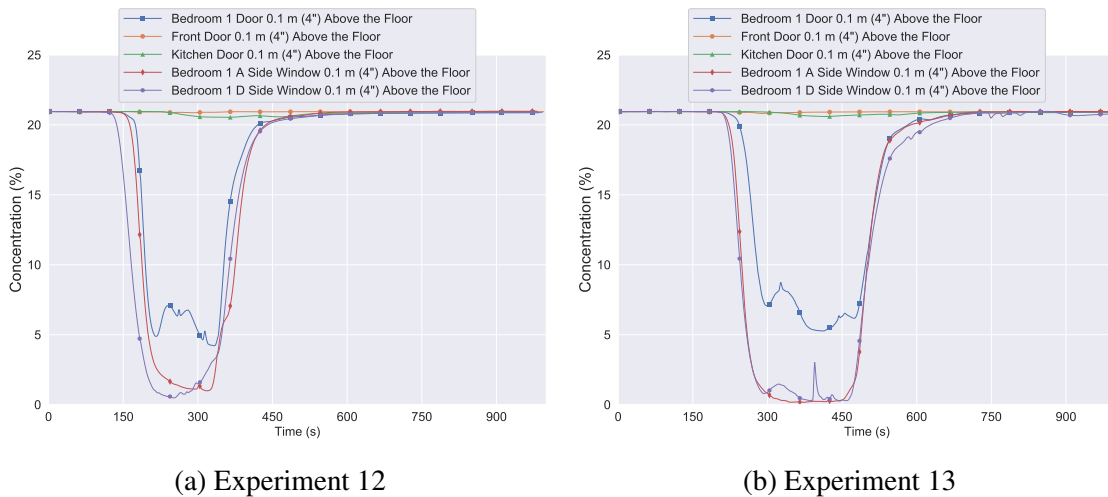 Bedroom 1 Door 0.1 m (4") Above the Floor
Front Door 0.1 m (4") Above the Floor
Kitchen Door 0.1 m (4") Above the Floor
Bedroom 1 A Side Window 0.1 m (4") Above the Floor
Bedroom 1 D Side Window 0.1 m (4") Above the Floor
25
20
15
10
5
0
Concentration (%)
0 150 300 450 600 750 900
Time (s)
(a) Experiment 12
Bedroom 1 Door 0.1 m (4") Above the Floor
Front Door 0.1 m (4") Above the Floor
Kitchen Door 0.1 m (4") Above the Floor
Bedroom 1 A Side Window 0.1 m (4") Above the Floor
Bedroom 1 D Side Window 0.1 m (4") Above the Floor
25
20
15
10
5
0
Concentration (%)
0 150 300 450 600 750 900
Time (s)
(b) Experiment 13